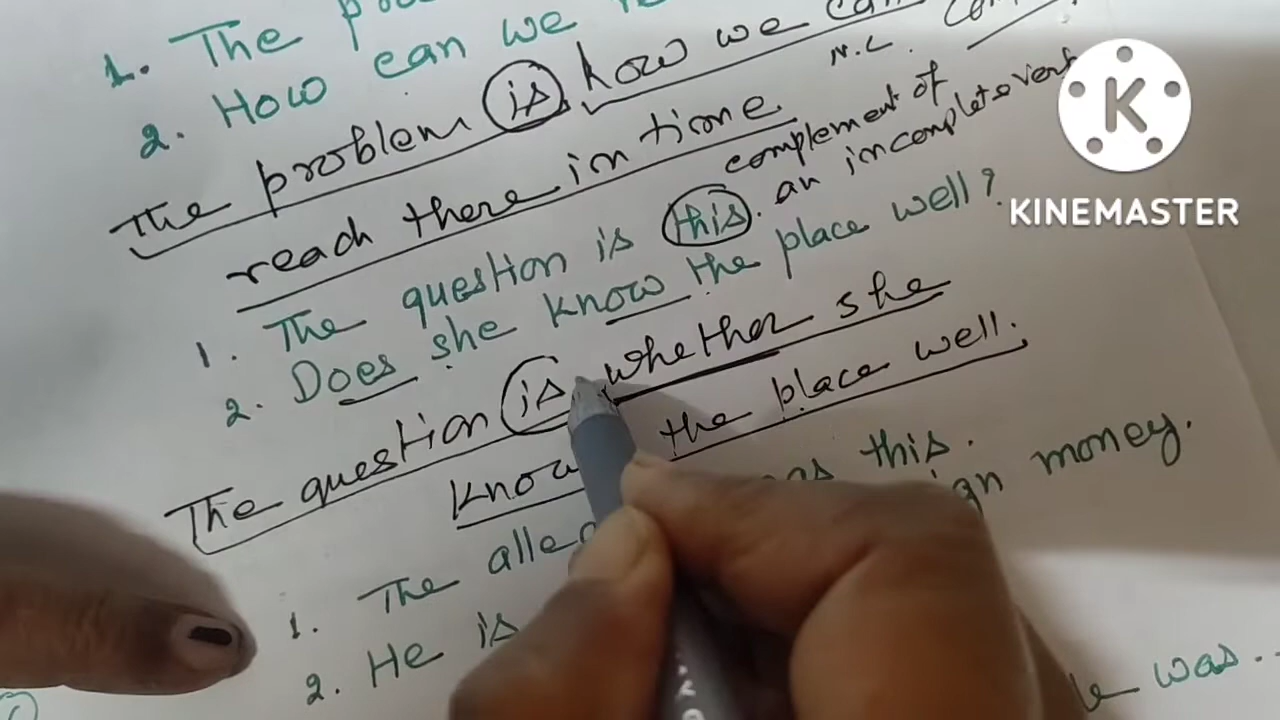 1. The
2. How can we
The problem is how we can
reach there in time.
N.C.
complement of
an incomplete verb
1. The question is this.
2. Does she know the place well?
The question is whether she
know the place well.
1. The this.
2. He is money.
was..
KINEMASTER